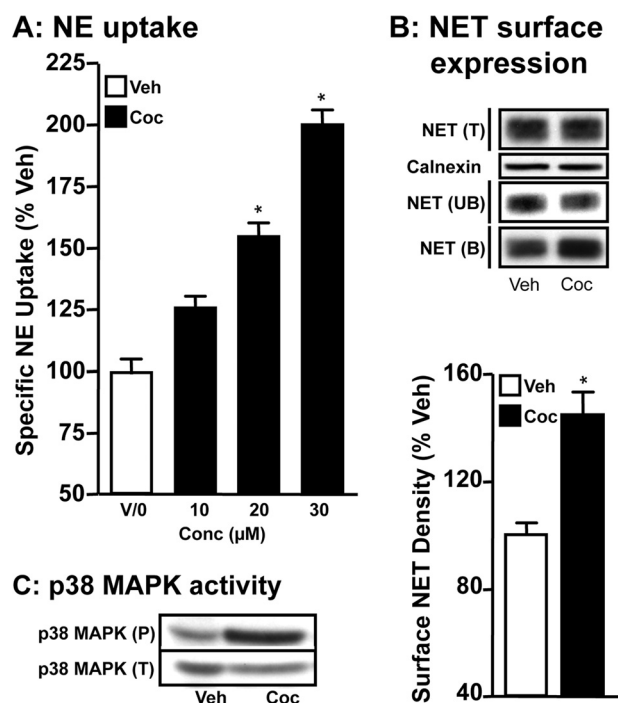 A: NE uptake
225
200
175
150
125
100
75
50
Specific NE Uptake (% Veh)
Veh
Coc
*
*
V/0 10 20 30
Conc (µM)
B: NET surface
expression
NET (T)
Calnexin
NET (UB)
NET (B)
Veh Coc
160
120
80
40
Surface NET Density (% Veh)
Veh
Coc
*
C: p38 MAPK activity
p38 MAPK (P)
p38 MAPK (T)
Veh Coc